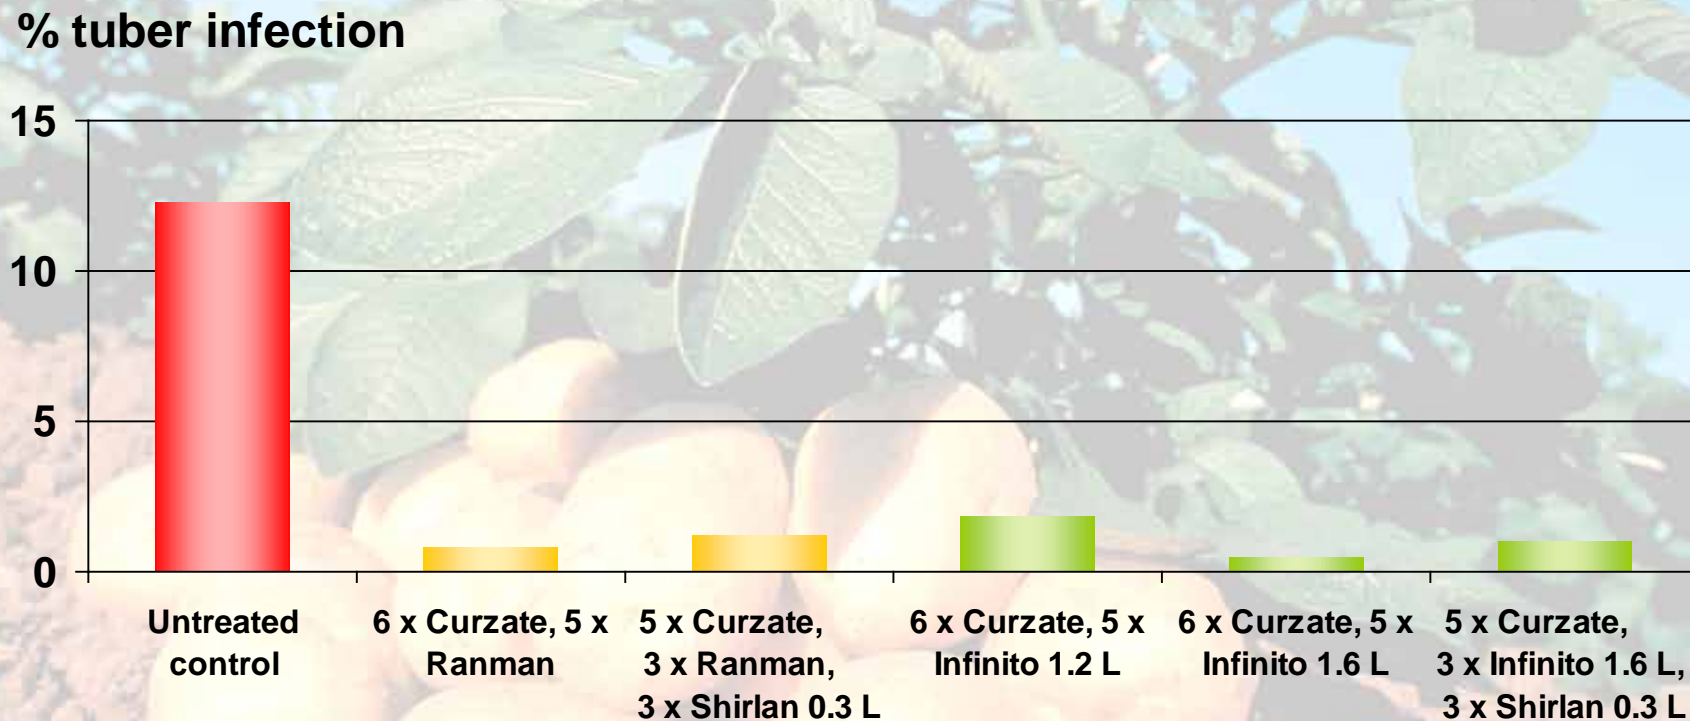 % tuber infection
15
10
5
0
Untreated
control
6 x Curzate, 5 x
Ranman
5 x Curzate,
3 x Ranman,
3 x Shirlan 0.3 L
6 x Curzate, 5 x
Infinito 1.2 L
6 x Curzate, 5 x
Infinito 1.6 L
5 x Curzate,
3 x Infinito 1.6 L,
3 x Shirlan 0.3 L